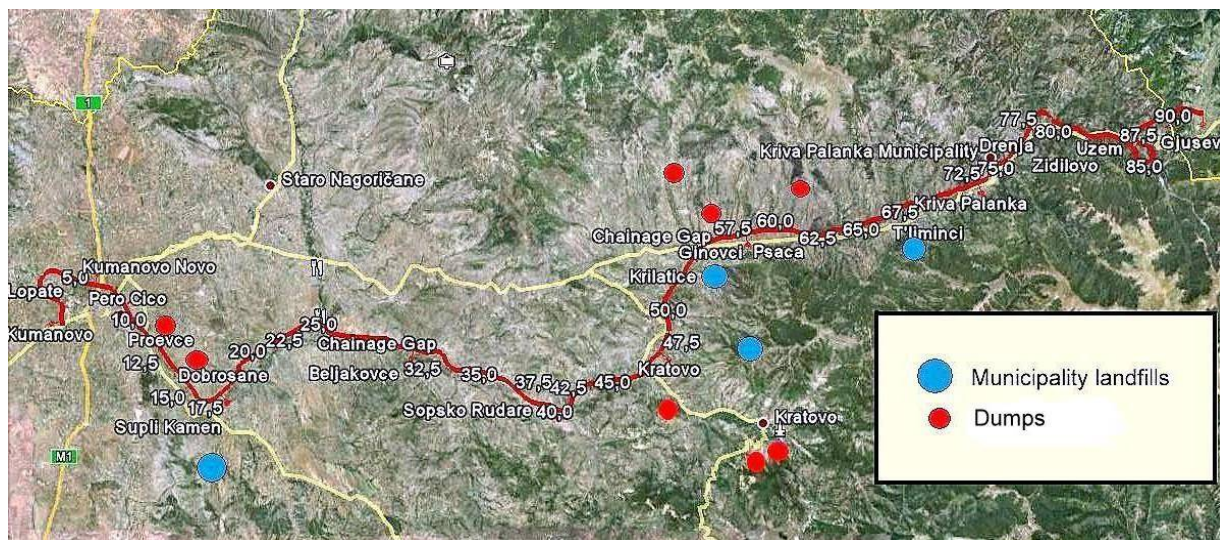 1
Staro Nagoričane
Kumanovo Novo
5,0
Lopate
Pero Cico
Kumanovo
10,0
Proevce
12,5
Dobrosane
15,0
17,5
Supli Kamen
M1
20,0
22,5
25,0
Chainage Gap
Beljakovce
32,5
35,0
37,5
Sopsko Rudare
40,0
42,5
45,0
Kratovo
47,5
50,0
Krilatice
Chainage Gap
57,5
60,0
Ginovci
Psaca
62,5
65,0
67,5
T'lminci
Kriva Palanka
Kriva Palanka Municipality
72,5
75,0
Drenja
77,5
80,0
Zidilovo
Uzem
85,0
87,5
90,0
Gjusev
Kratovo
Municipality landfills
Dumps